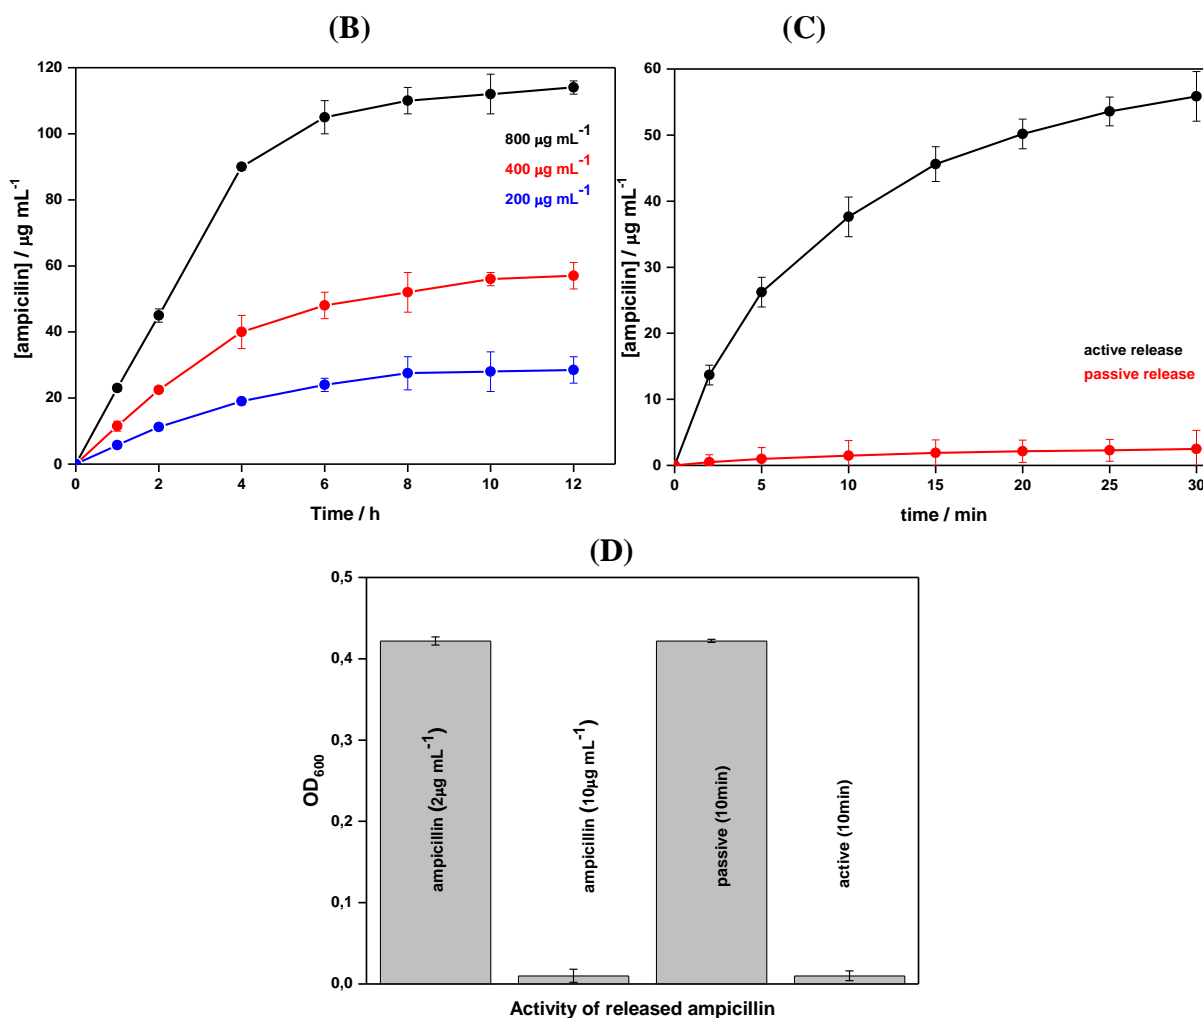 (B)
120
100
80
60
40
20
0
[ampicilin] / μg mL⁻¹
800 μg mL⁻¹
400 μg mL⁻¹
200 μg mL⁻¹
0 2 4 6 8 10 12
Time / h
(C)
60
50
40
30
20
10
0
[ampicilin] / μg mL⁻¹
active release
passive release
0 5 10 15 20 25 30
time / min
(D)
0,5
0,4
0,3
0,2
0,1
0,0
OD₆₀₀
ampicillin (2μg mL⁻¹)
ampicillin (10μg mL⁻¹)
passive (10min)
active (10min)
Activity of released ampicillin